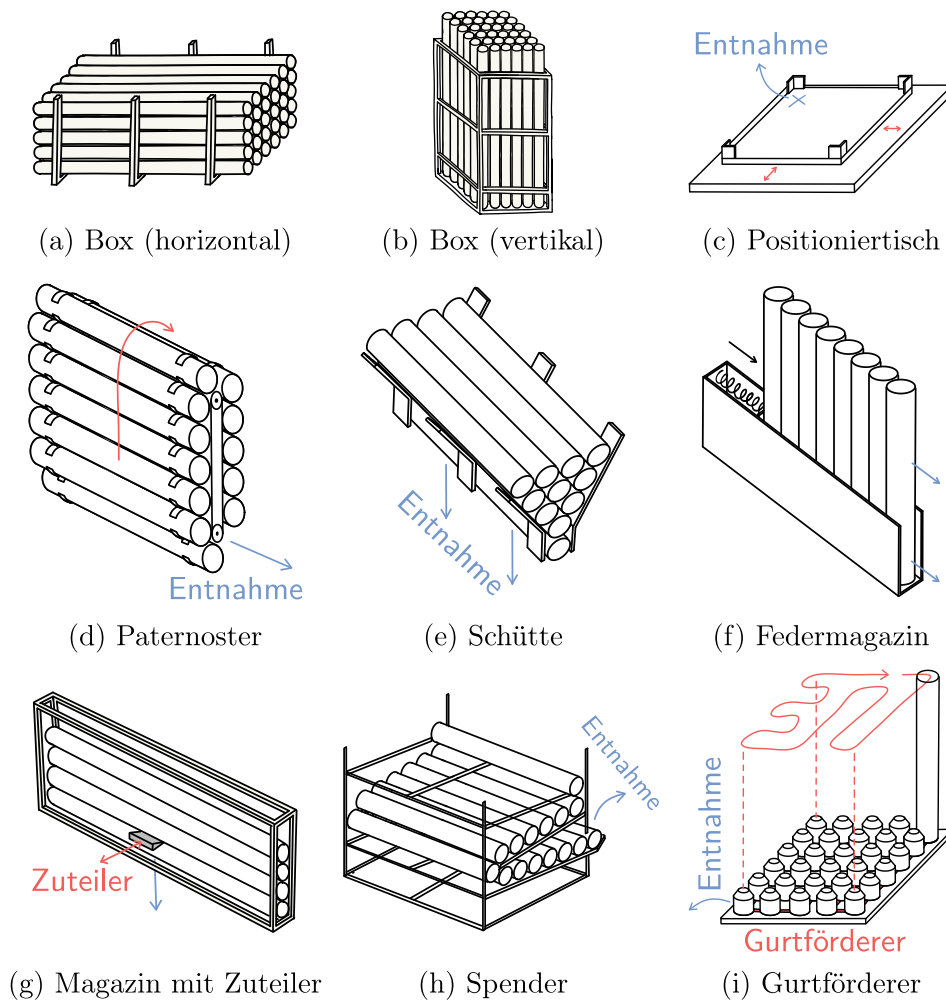 Entnahme
(a) Box (horizontal)
(b) Box (vertikal)
(c) Positioniertisch
Entnahme
Entnahme
(d) Paternoster
(e) Schütte
(f) Federmagazin
Zuteiler
Entnahme
Entnahme
Gurtförderer
(g) Magazin mit Zuteiler
(h) Spender
(i) Gurtförderer